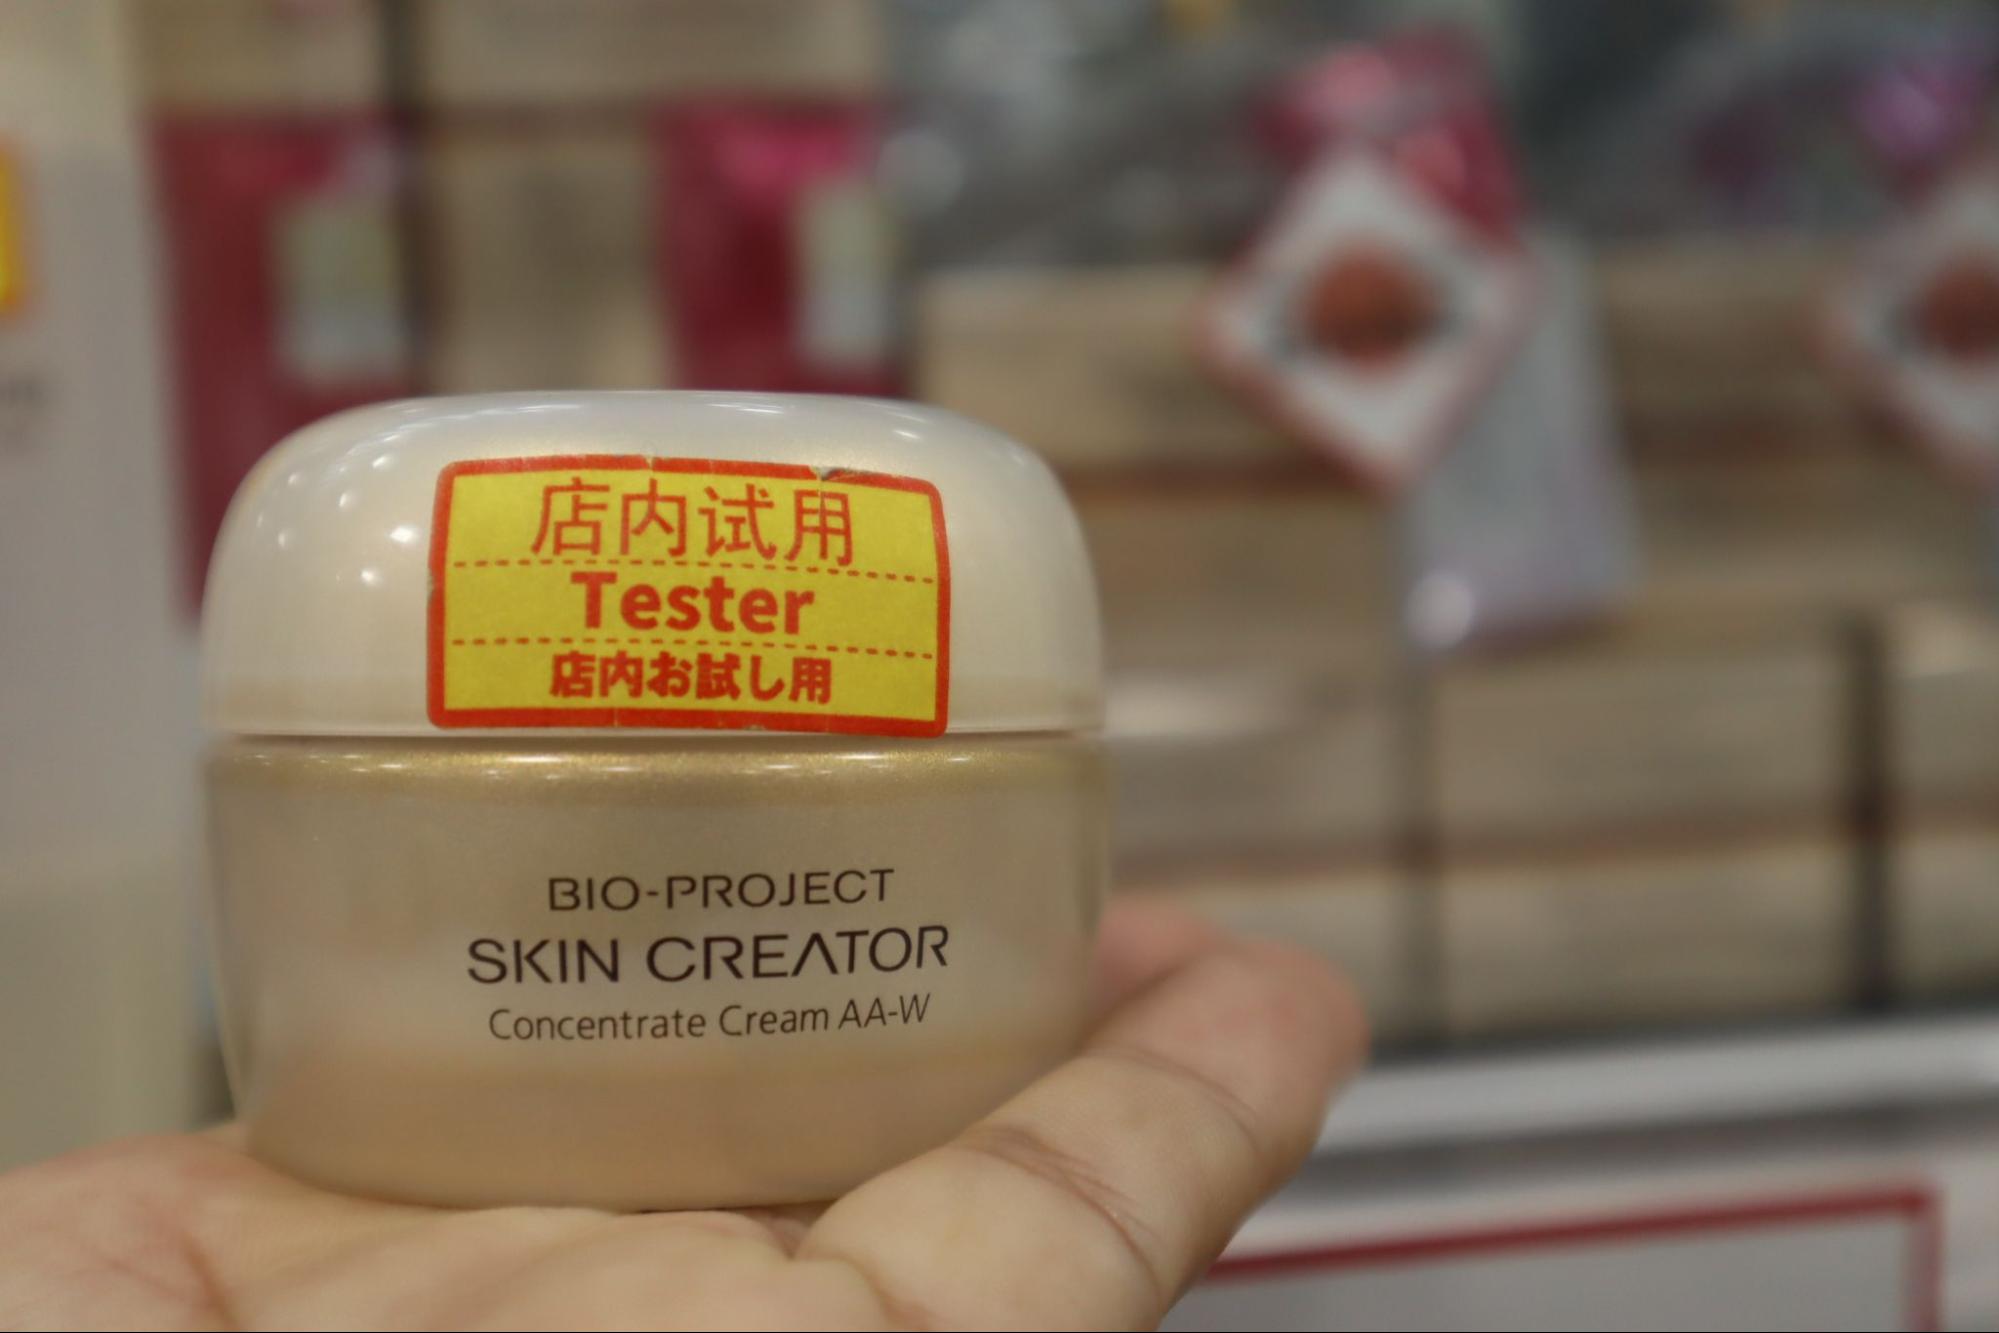 店内试用
Tester
店内お試し用
BIO-PROJECT
SKIN CREATOR
Concentrate Cream AA-W